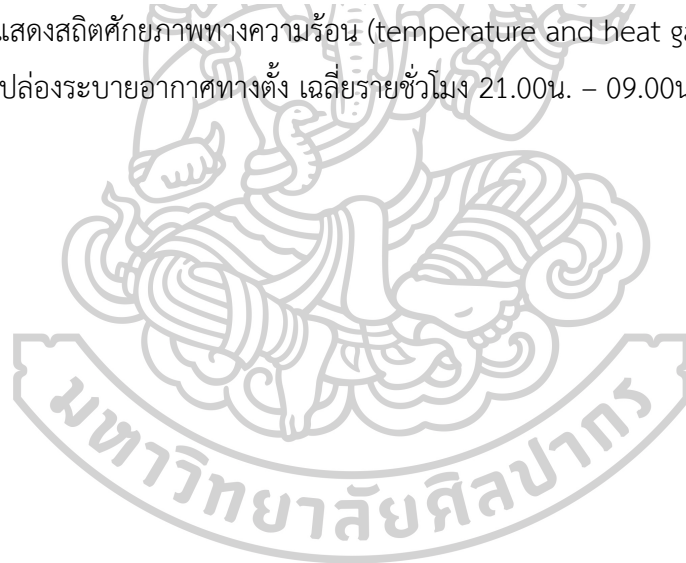 แสดงสถิตศักยภาพทางความร้อน (temperature and heat ga
ปล่องระบายอากาศทางตั้ง เฉลี่ยรายชั่วโมง 21.00น. – 09.00น
มหาวิทยาลัยศิลปากร